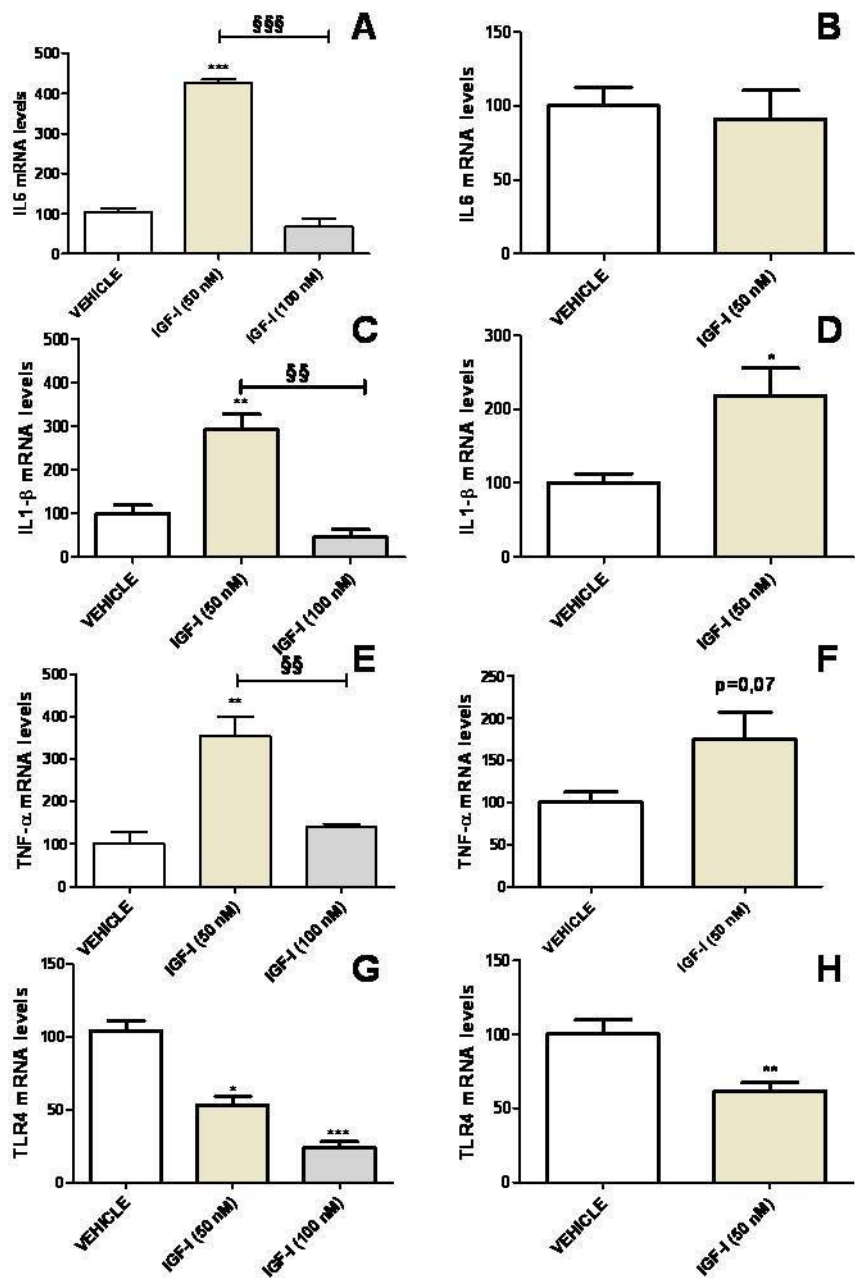 A
§§§
***
500
400
300
200
100
0
IL6 mRNA levels
VEHICLE
IGF-I (50 nM)
IGF-I (100 nM)
B
150
100
50
0
IL6 mRNA levels
VEHICLE
IGF-I (50 nM)
C
§§
**
500
400
300
200
100
0
IL1-β mRNA levels
VEHICLE
IGF-I (50 nM)
IGF-I (100 nM)
D
*
300
200
100
0
IL1-β mRNA levels
VEHICLE
IGF-I (50 nM)
E
§§
**
500
400
300
200
100
0
TNF-α mRNA levels
VEHICLE
IGF-I (50 nM)
IGF-I (100 nM)
F
p=0,07
250
200
150
100
50
0
TNF-α mRNA levels
VEHICLE
IGF-I (50 nM)
G
150
100
50
0
*
***
TLR4 mRNA levels
VEHICLE
IGF-I (50 nM)
IGF-I (100 nM)
H
150
100
50
0
**
TLR4 mRNA levels
VEHICLE
IGF-I (50 nM)